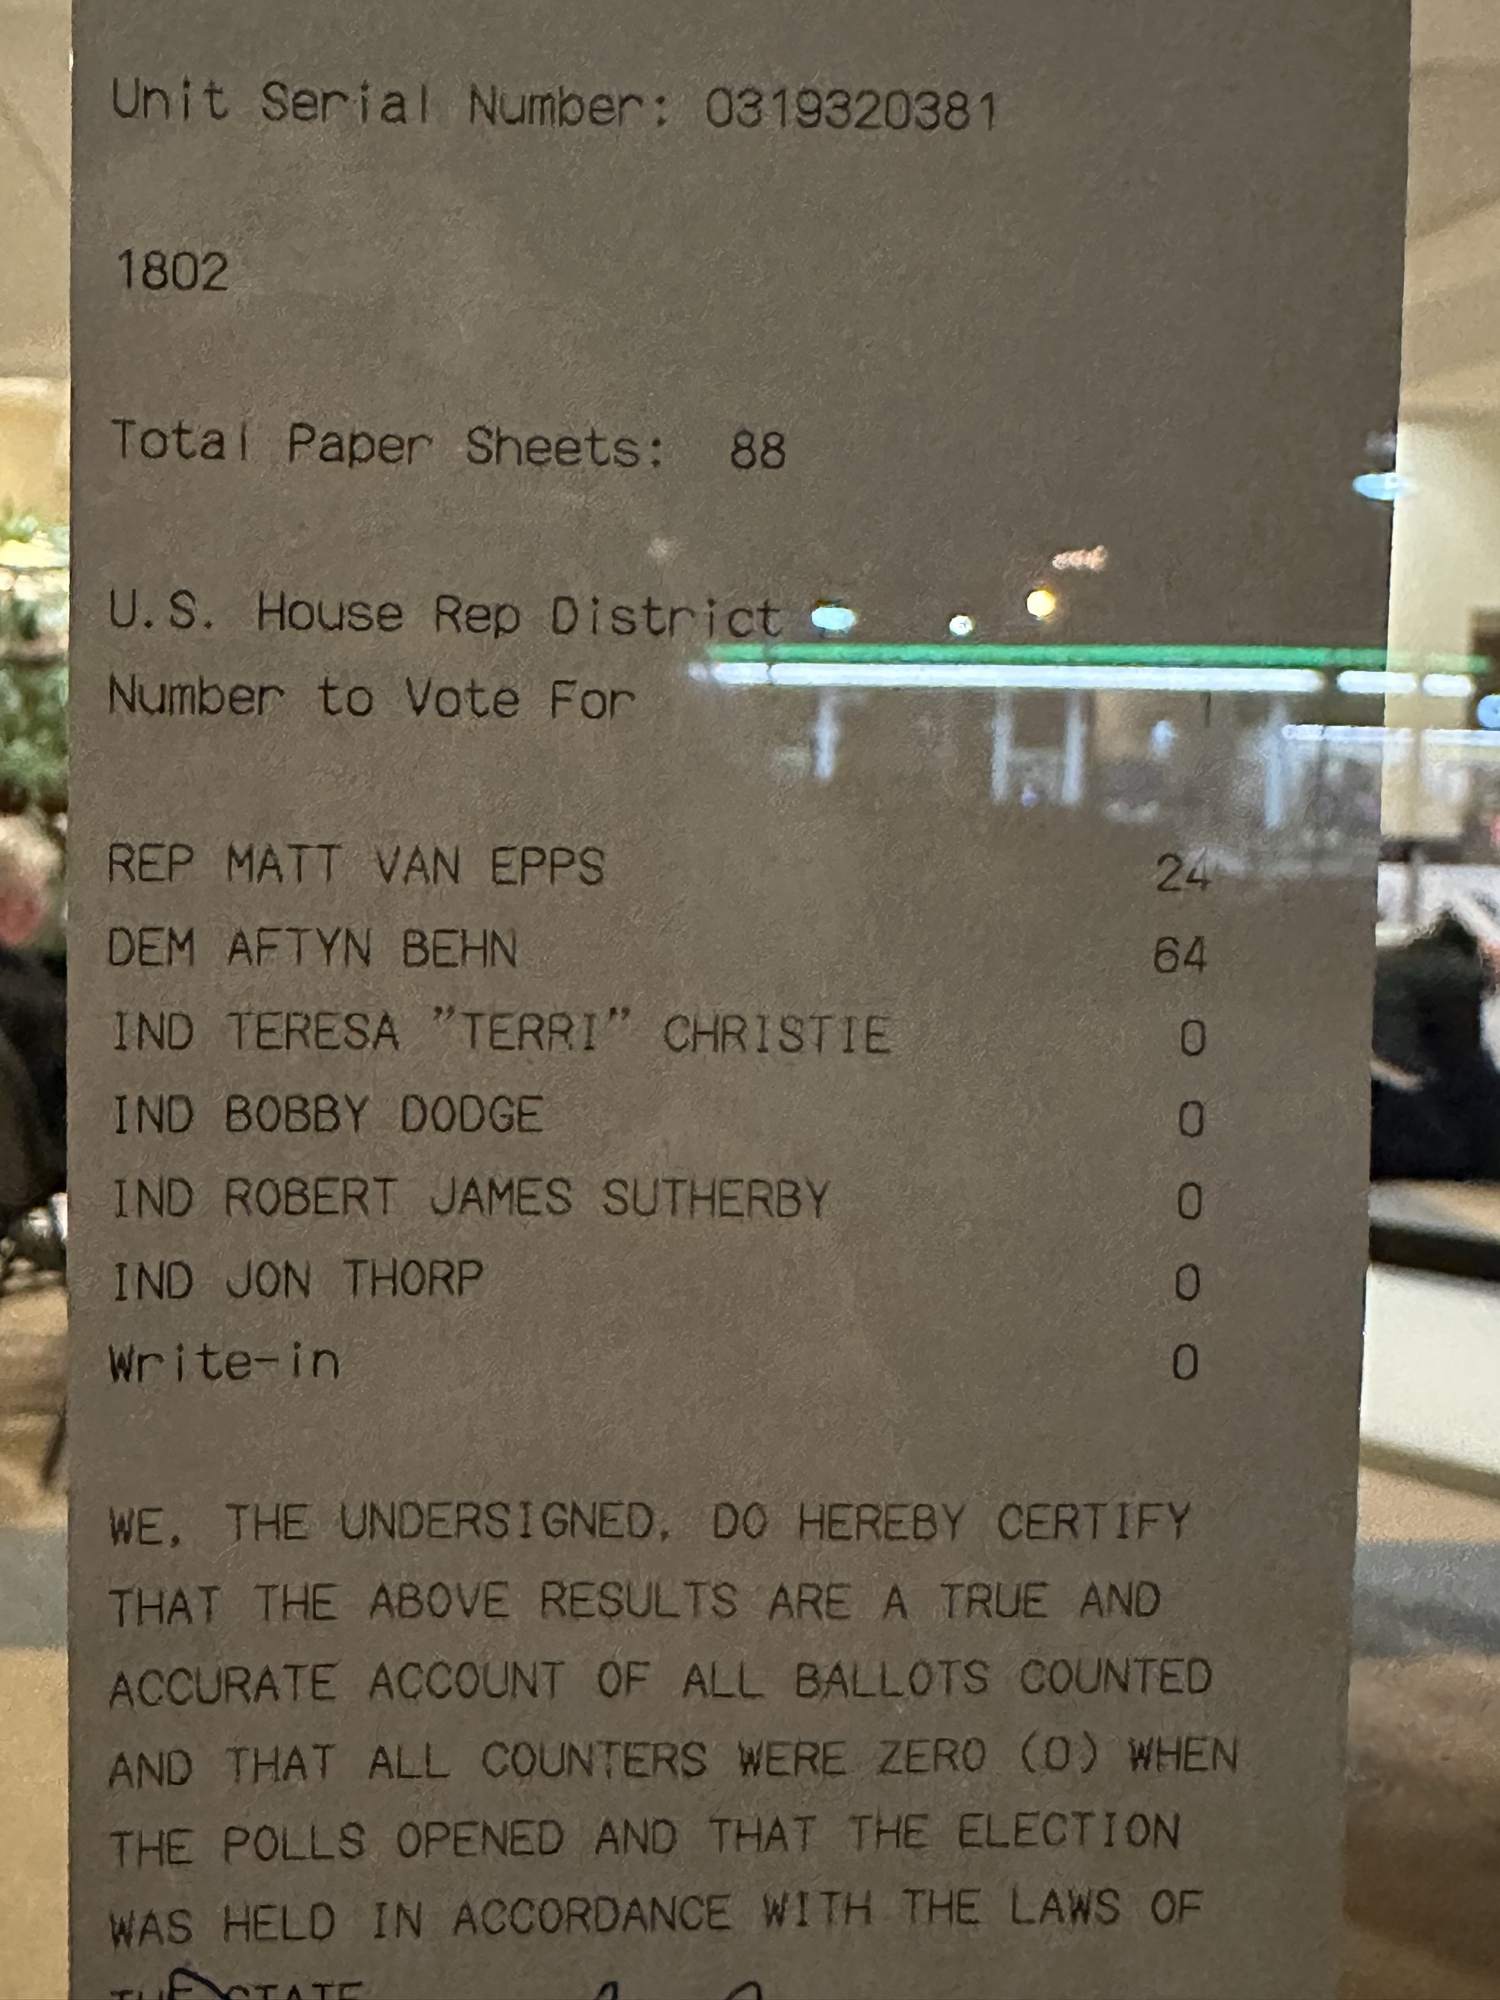 Unit Serial Number: 0319320381
1802
Total Paper Sheets: 88
U.S. House Rep District
Number to Vote For
REP MATT VAN EPPS 24
DEM AFTYN BEHN 64
IND TERESA "TERRI" CHRISTIE 0
IND BOBBY DODGE 0
IND ROBERT JAMES SUTHERBY 0
IND JON THORP 0
Write-in 0
WE, THE UNDERSIGNED, DO HEREBY CERTIFY
THAT THE ABOVE RESULTS ARE A TRUE AND
ACCURATE ACCOUNT OF ALL BALLOTS COUNTED
AND THAT ALL COUNTERS WERE ZERO (0) WHEN
THE POLLS OPENED AND THAT THE ELECTION
WAS HELD IN ACCORDANCE WITH THE LAWS OF
THE STATE